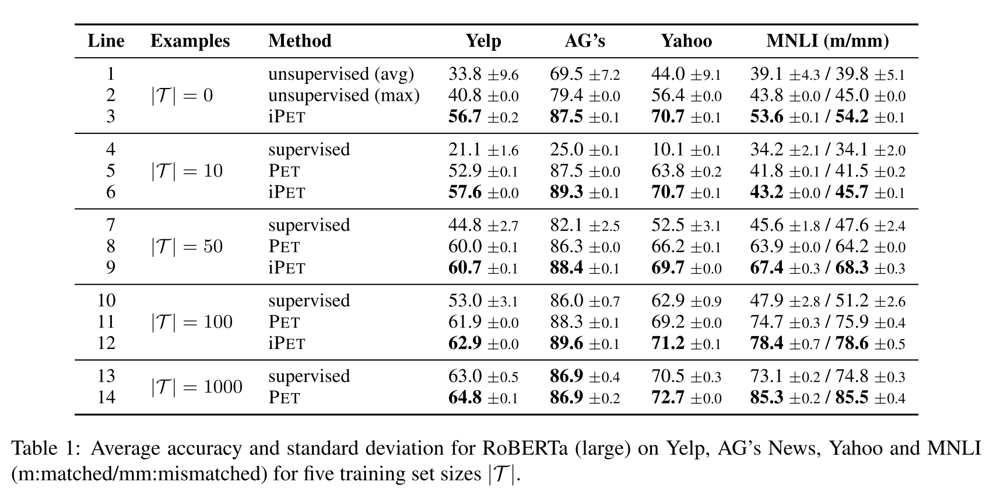 Line Examples Method Yelp AG's Yahoo MNLI (m/mm)
1 unsupervised (avg) 33.8 ±9.6 69.5 ±7.2 44.0 ±9.1 39.1 ±4.3 / 39.8 ±5.1
2 |𝒯| = 0 unsupervised (max) 40.8 ±0.0 79.4 ±0.0 56.4 ±0.0 43.8 ±0.0 / 45.0 ±0.0
3 iPET 56.7 ±0.2 87.5 ±0.1 70.7 ±0.1 53.6 ±0.1 / 54.2 ±0.1
4 supervised 21.1 ±1.6 25.0 ±0.1 10.1 ±0.1 34.2 ±2.1 / 34.1 ±2.0
5 |𝒯| = 10 PET 52.9 ±0.1 87.5 ±0.0 63.8 ±0.2 41.8 ±0.1 / 41.5 ±0.2
6 iPET 57.6 ±0.0 89.3 ±0.1 70.7 ±0.1 43.2 ±0.0 / 45.7 ±0.1
7 supervised 44.8 ±2.7 82.1 ±2.5 52.5 ±3.1 45.6 ±1.8 / 47.6 ±2.4
8 |𝒯| = 50 PET 60.0 ±0.1 86.3 ±0.0 66.2 ±0.1 63.9 ±0.0 / 64.2 ±0.0
9 iPET 60.7 ±0.1 88.4 ±0.1 69.7 ±0.0 67.4 ±0.3 / 68.3 ±0.3
10 supervised 53.0 ±3.1 86.0 ±0.7 62.9 ±0.9 47.9 ±2.8 / 51.2 ±2.6
11 |𝒯| = 100 PET 61.9 ±0.0 88.3 ±0.1 69.2 ±0.0 74.7 ±0.3 / 75.9 ±0.4
12 iPET 62.9 ±0.0 89.6 ±0.1 71.2 ±0.1 78.4 ±0.7 / 78.6 ±0.5
13 |𝒯| = 1000 supervised 63.0 ±0.5 86.9 ±0.4 70.5 ±0.3 73.1 ±0.2 / 74.8 ±0.3
14 PET 64.8 ±0.1 86.9 ±0.2 72.7 ±0.0 85.3 ±0.2 / 85.5 ±0.4
Table 1: Average accuracy and standard deviation for RoBERTa (large) on Yelp, AG's News, Yahoo and MNLI
(m:matched/mm:mismatched) for five training set sizes |𝒯|.